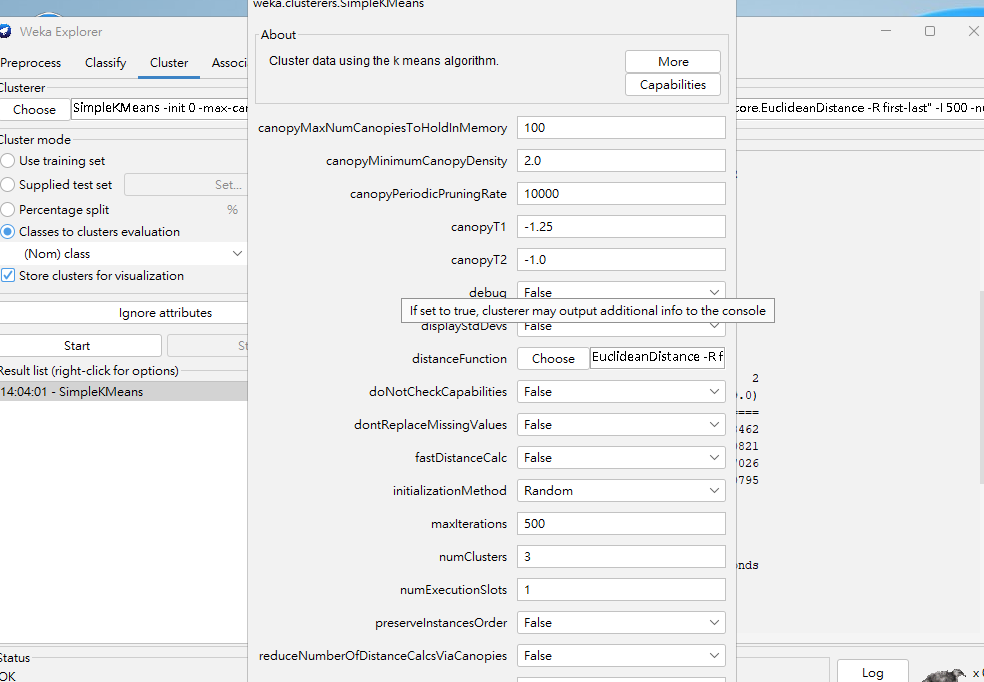 weka.clusterers.SimpleKMeans
Weka Explorer
About
Cluster data using the k means algorithm.
More
Capabilities
Preprocess Classify Cluster Associ
Clusterer
Choose SimpleKMeans -init 0 -max-can
core.EuclideanDistance -R first-last" -I 500 -n
Cluster mode
Use training set
Supplied test set Set...
Percentage split %
Classes to clusters evaluation
(Nom) class
Store clusters for visualization
Ignore attributes
Start St
Result list (right-click for options)
14:04:01 - SimpleKMeans
canopyMaxNumCanopiesToHoldInMemory 100
canopyMinimumCanopyDensity 2.0
canopyPeriodicPruningRate 10000
canopyT1 -1.25
canopyT2 -1.0
debug False
If set to true, clusterer may output additional info to the console
displayStdDevs False
distanceFunction Choose EuclideanDistance -R f
doNotCheckCapabilities False
dontReplaceMissingValues False
fastDistanceCalc False
initializationMethod Random
maxIterations 500
numClusters 3
numExecutionSlots 1
preserveInstancesOrder False
reduceNumberOfDistanceCalcsViaCanopies False
2
.0)
====
462
821
026
795
onds
Status
OK
Log
x 0